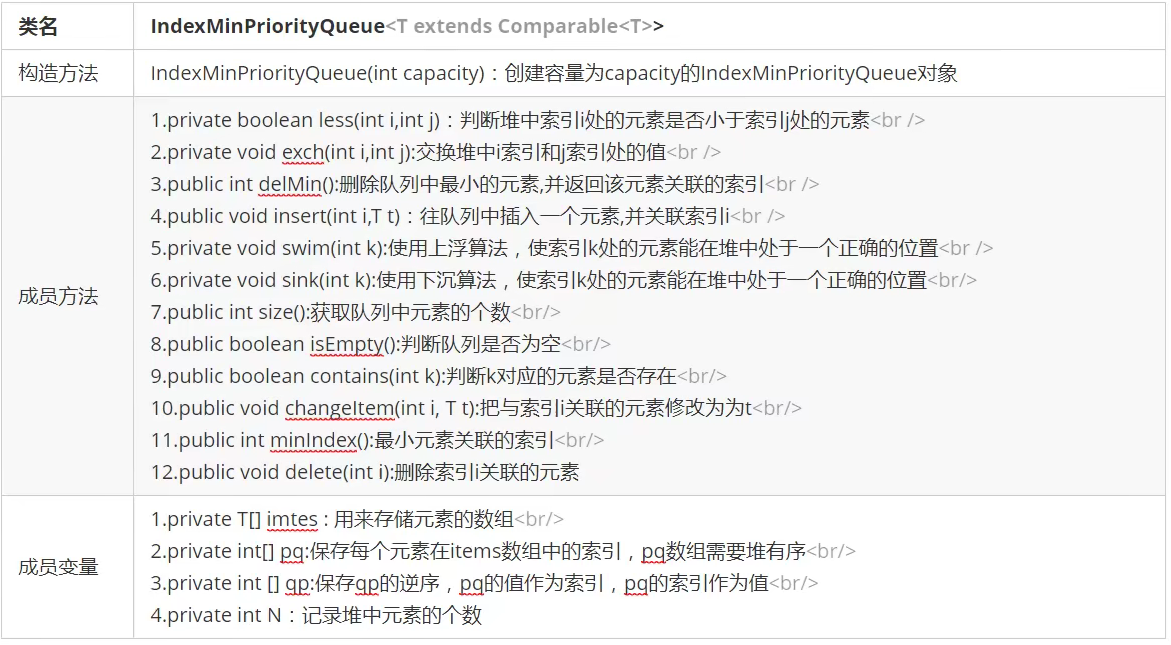 类名
IndexMinPriorityQueue<T extends Comparable<T>>
构造方法
IndexMinPriorityQueue(int capacity)：创建容量为capacity的IndexMinPriorityQueue对象
成员方法
1.private boolean less(int i,int j)：判断堆中索引i处的元素是否小于索引j处的元素<br />
2.private void exch(int i,int j):交换堆中i索引和j索引处的值<br />
3.public int delMin():删除队列中最小的元素,并返回该元素关联的索引<br />
4.public void insert(int i,T t)：往队列中插入一个元素,并关联索引i<br />
5.private void swim(int k):使用上浮算法，使索引k处的元素能在堆中处于一个正确的位置<br />
6.private void sink(int k):使用下沉算法，使索引k处的元素能在堆中处于一个正确的位置<br/>
7.public int size():获取队列中元素的个数<br/>
8.public boolean isEmpty():判断队列是否为空<br/>
9.public boolean contains(int k):判断k对应的元素是否存在<br/>
10.public void changeItem(int i, T t):把与索引i关联的元素修改为为t<br/>
11.public int minIndex():最小元素关联的索引<br/>
12.public void delete(int i):删除索引i关联的元素
成员变量
1.private T[] imtes : 用来存储元素的数组<br/>
2.private int[] pq:保存每个元素在items数组中的索引，pq数组需要堆有序<br/>
3.private int [] qp:保存qp的逆序，pq的值作为索引，pq的索引作为值<br/>
4.private int N：记录堆中元素的个数